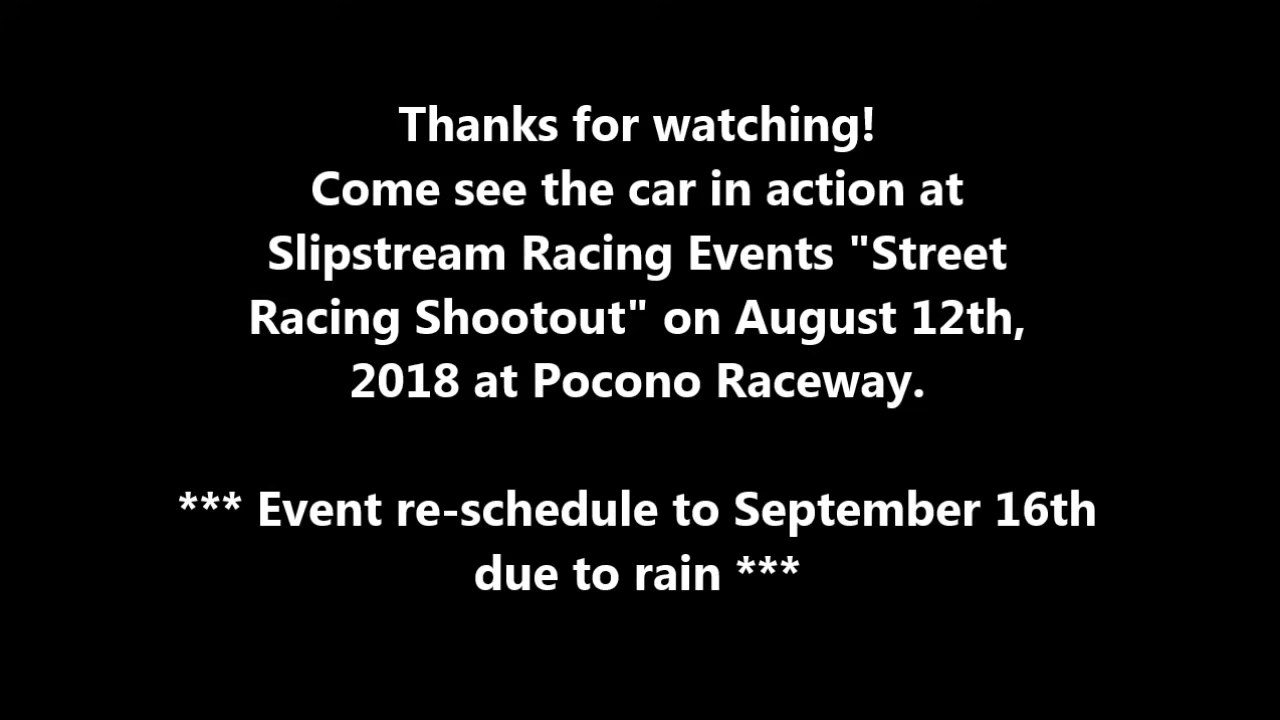 Thanks for watching!
Come see the car in action at
Slipstream Racing Events "Street
Racing Shootout" on August 12th,
2018 at Pocono Raceway.
*** Event re-schedule to September 16th
due to rain ***